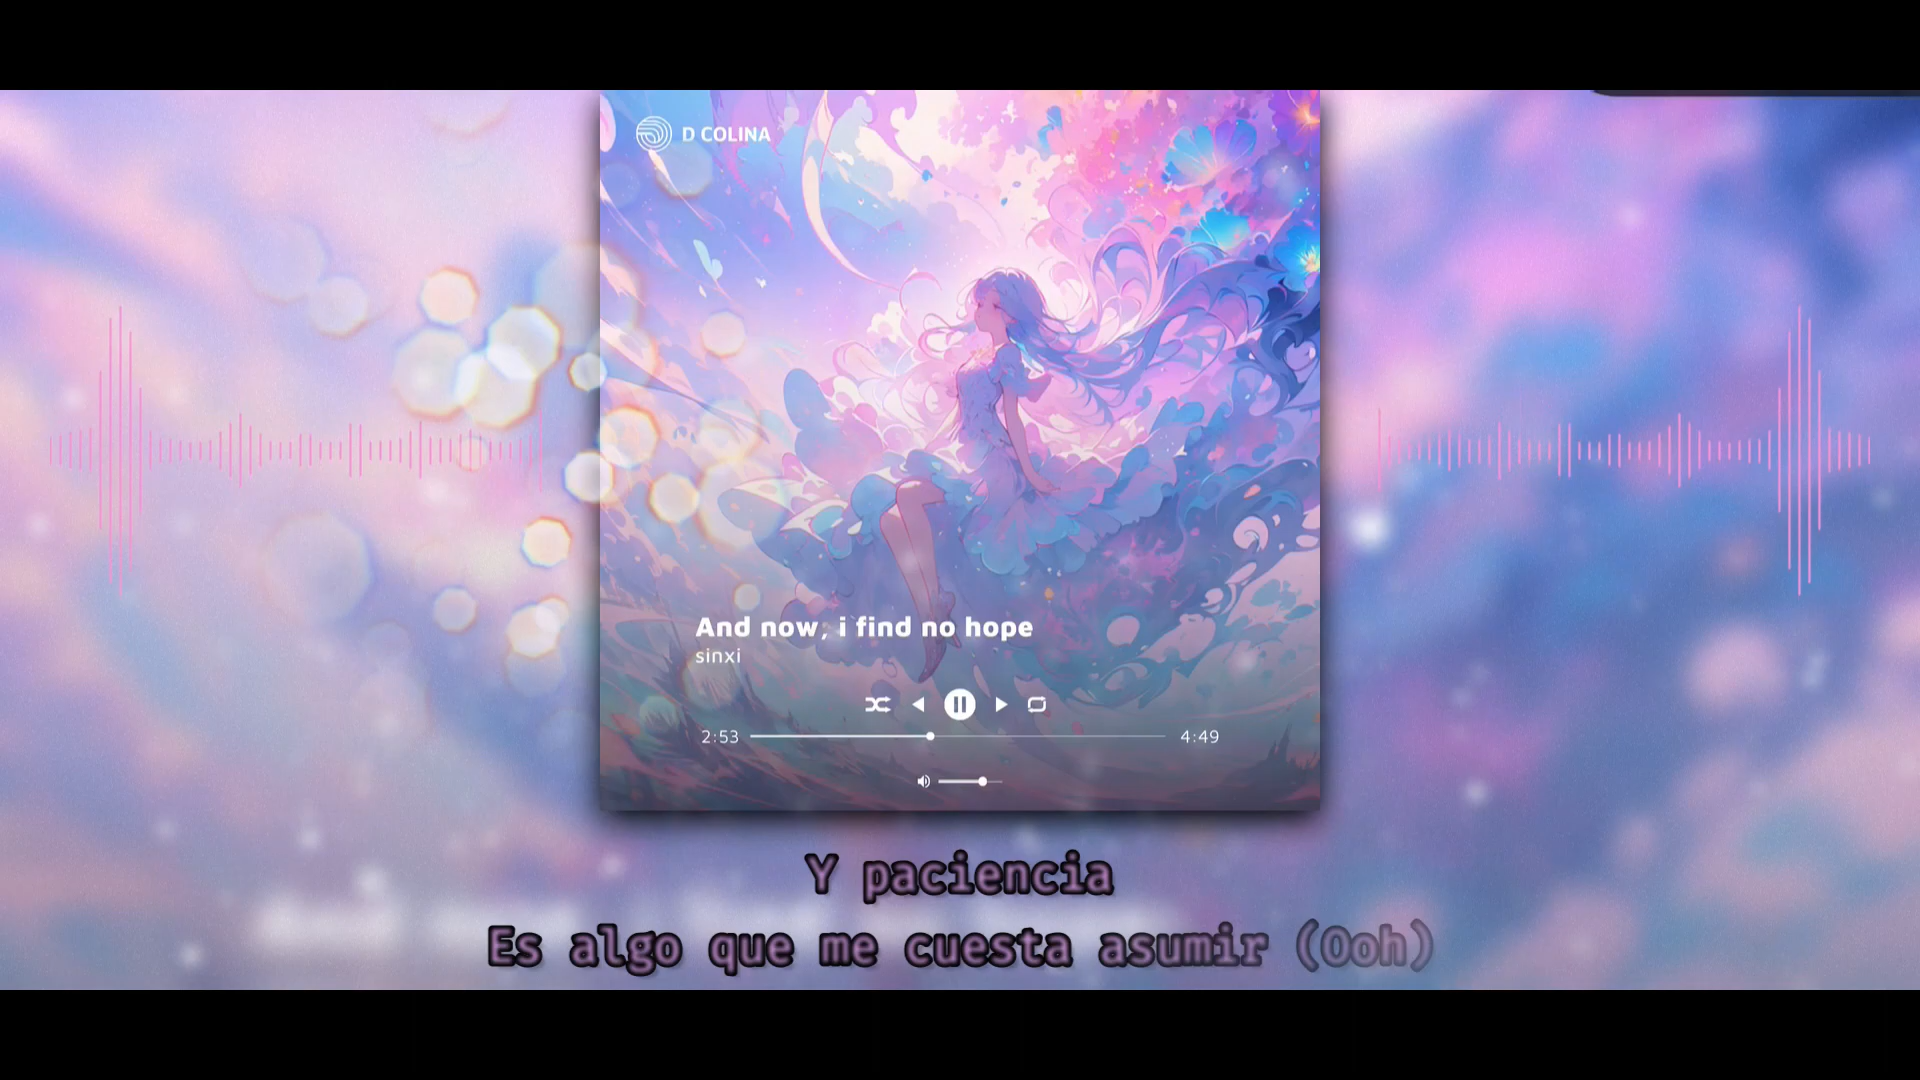 D COLINA
And now, i find no hope
sinxi
2:53
4:49
Y paciencia
Es algo que me cuesta asumir (Ooh)